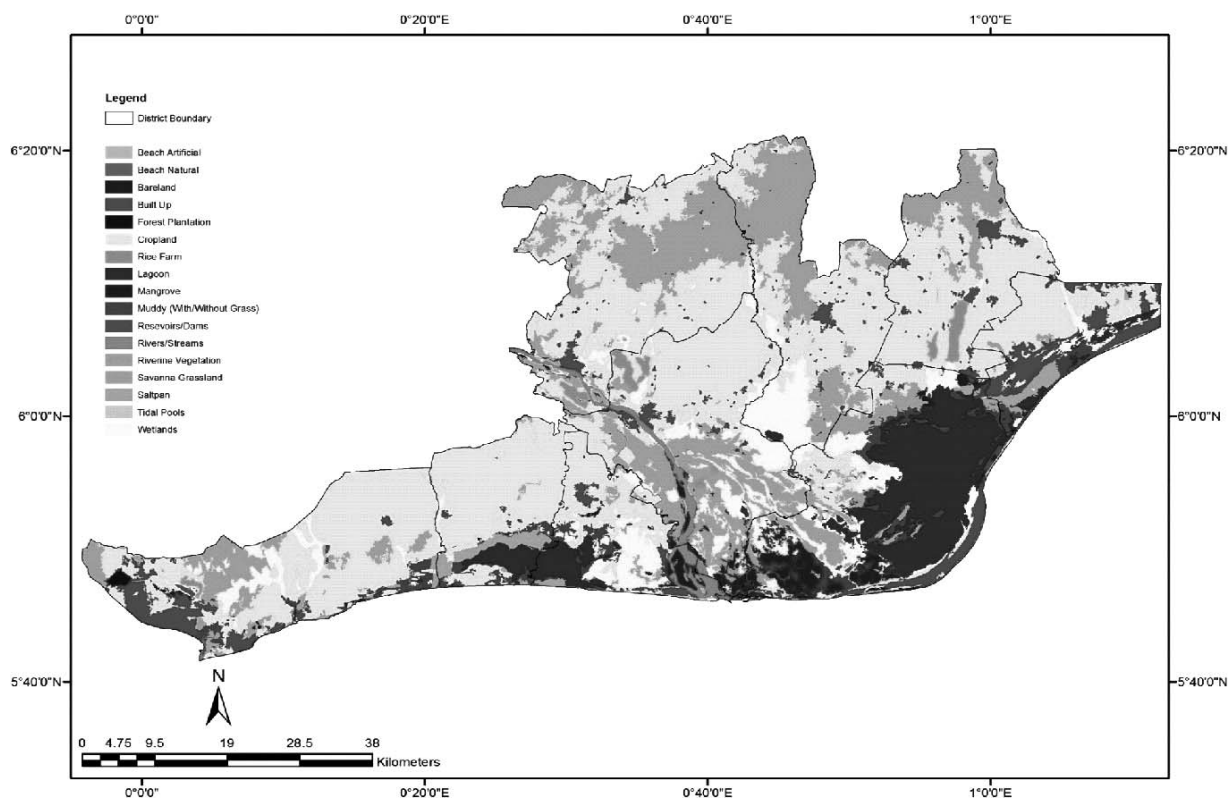 0°0'0" 0°20'0"E 0°40'0"E 1°0'0"E
Legend
District Boundary
Beach Artificial
Beach Natural
Bareland
Built Up
Forest Plantation
Cropland
Rice Farm
Lagoon
Mangrove
Muddy (With/Without Grass)
Resevoirs/Dams
Rivers/Streams
Riverine Vegetation
Savanna Grassland
Saltpan
Tidal Pools
Wetlands
6°20'0"N 6°20'0"N
6°0'0"N 6°0'0"N
5°40'0"N 5°40'0"N
N
0 4.75 9.5 19 28.5 38
Kilometers
0°0'0" 0°20'0"E 0°40'0"E 1°0'0"E